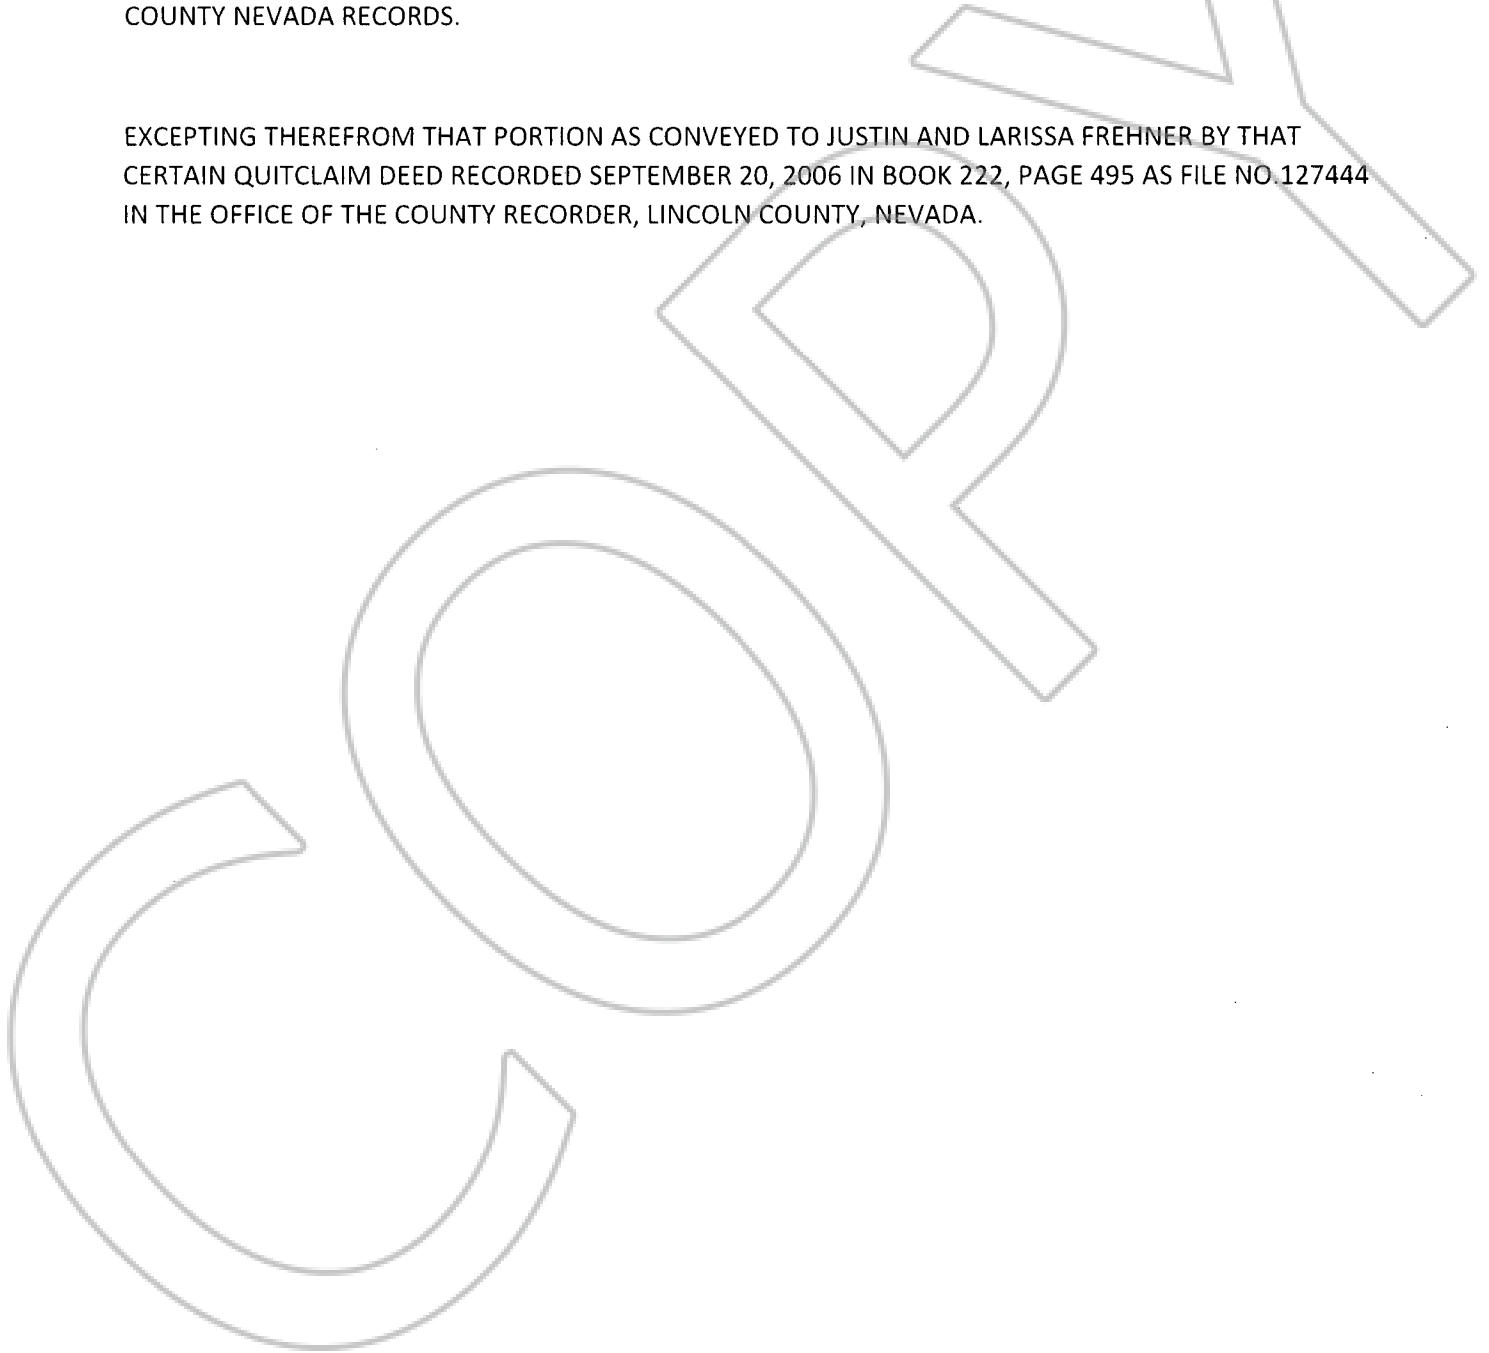 COUNTY NEVADA RECORDS.
EXCEPTING THEREFROM THAT PORTION AS CONVEYED TO JUSTIN AND LARISSA FREHNER BY THAT
CERTAIN QUITCLAIM DEED RECORDED SEPTEMBER 20, 2006 IN BOOK 222, PAGE 495 AS FILE NO.127444
IN THE OFFICE OF THE COUNTY RECORDER, LINCOLN COUNTY, NEVADA.
COPY